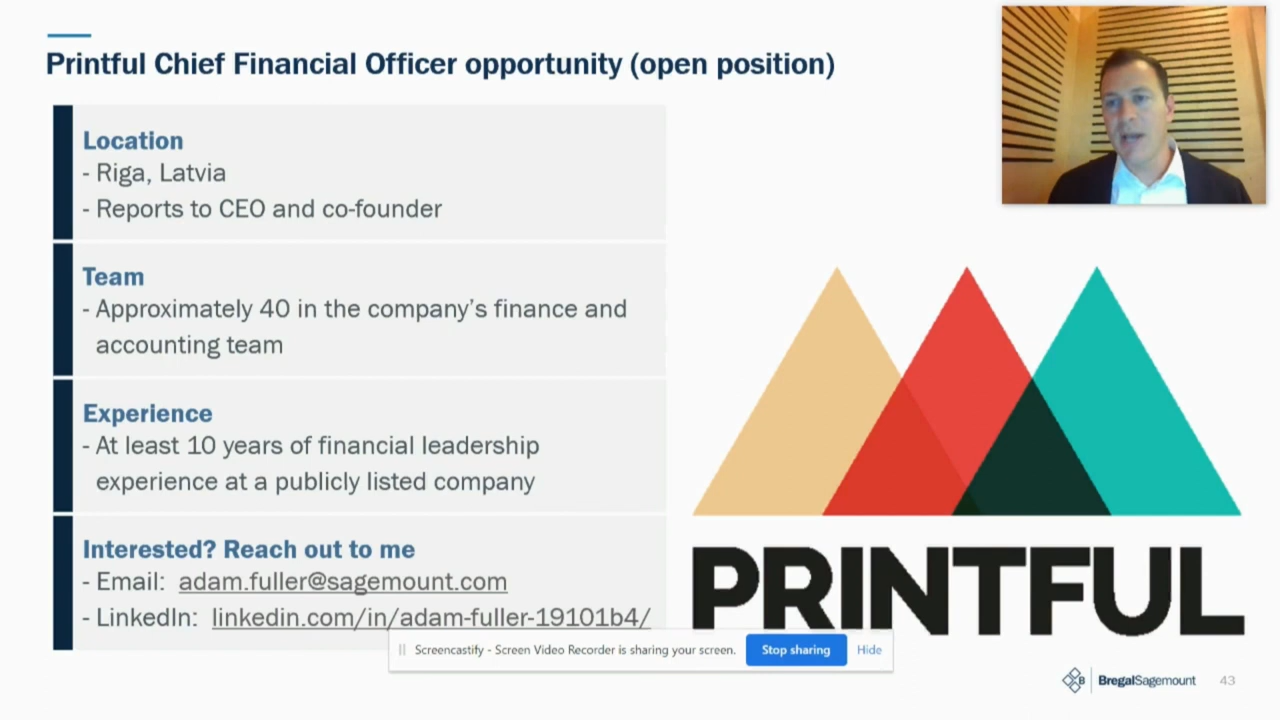 Printful Chief Financial Officer opportunity (open position)
Location
- Riga, Latvia
- Reports to CEO and co-founder
Team
- Approximately 40 in the company's finance and
accounting team
Experience
- At least 10 years of financial leadership
experience at a publicly listed company
Interested? Reach out to me
- Email: adam.fuller@sagemount.com
- LinkedIn: linkedin.com/in/adam-fuller-19101b4/
PRINTFUL
Screencastify - Screen Video Recorder is sharing your screen.
Stop sharing
Hide
B
BregalSagemount
43